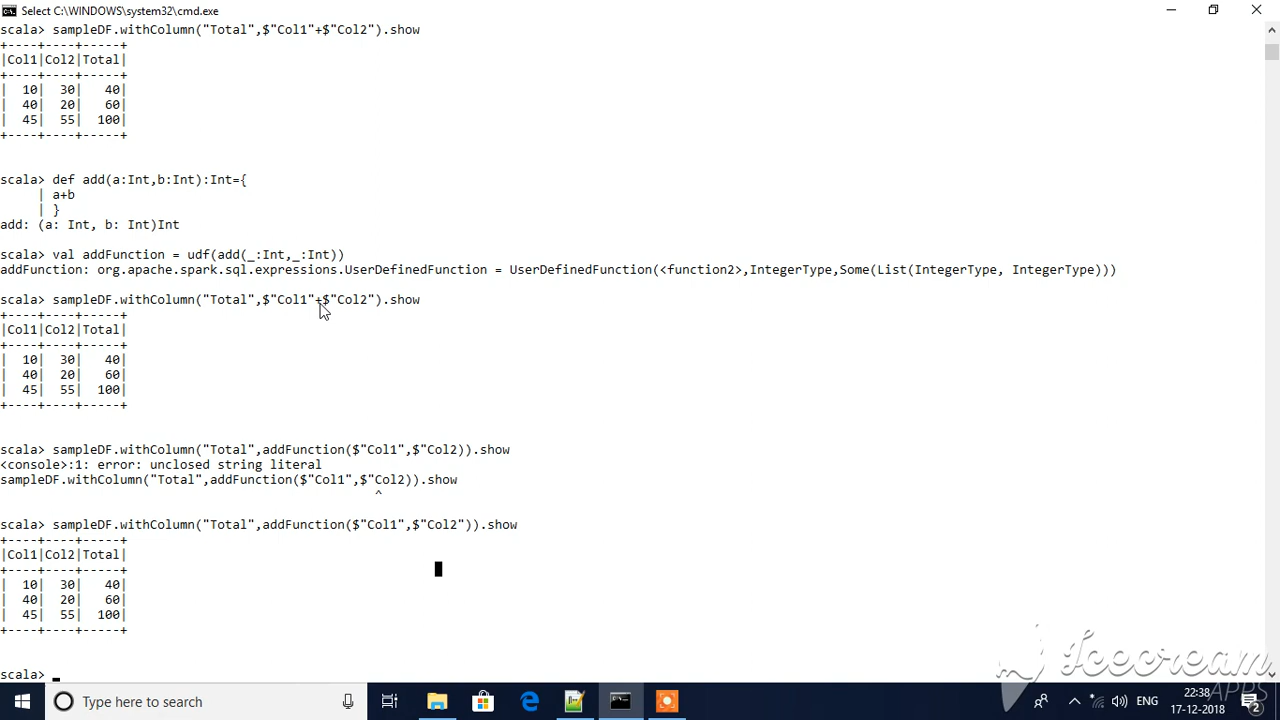 Select C:\WINDOWS\system32\cmd.exe
scala> sampleDF.withColumn("Total",$"Col1"+$"Col2").show
+----+----+-----+
|Col1|Col2|Total|
+----+----+-----+
|  10|  30|   40|
|  40|  20|   60|
|  45|  55|  100|
+----+----+-----+
scala> def add(a:Int,b:Int):Int={
     | a+b
     | }
add: (a: Int, b: Int)Int
scala> val addFunction = udf(add(_:Int,_:Int))
addFunction: org.apache.spark.sql.expressions.UserDefinedFunction = UserDefinedFunction(<function2>,IntegerType,Some(List(IntegerType, IntegerType)))
scala> sampleDF.withColumn("Total",$"Col1"+$"Col2").show
+----+----+-----+
|Col1|Col2|Total|
+----+----+-----+
|  10|  30|   40|
|  40|  20|   60|
|  45|  55|  100|
+----+----+-----+
scala> sampleDF.withColumn("Total",addFunction($"Col1",$"Col2)).show
<console>:1: error: unclosed string literal
sampleDF.withColumn("Total",addFunction($"Col1",$"Col2)).show
                                                  ^
scala> sampleDF.withColumn("Total",addFunction($"Col1",$"Col2")).show
+----+----+-----+
|Col1|Col2|Total|
+----+----+-----+
|  10|  30|   40|
|  40|  20|   60|
|  45|  55|  100|
+----+----+-----+
scala>
Icecream
APPS
Type here to search
ENG
22:38
17-12-2018
2